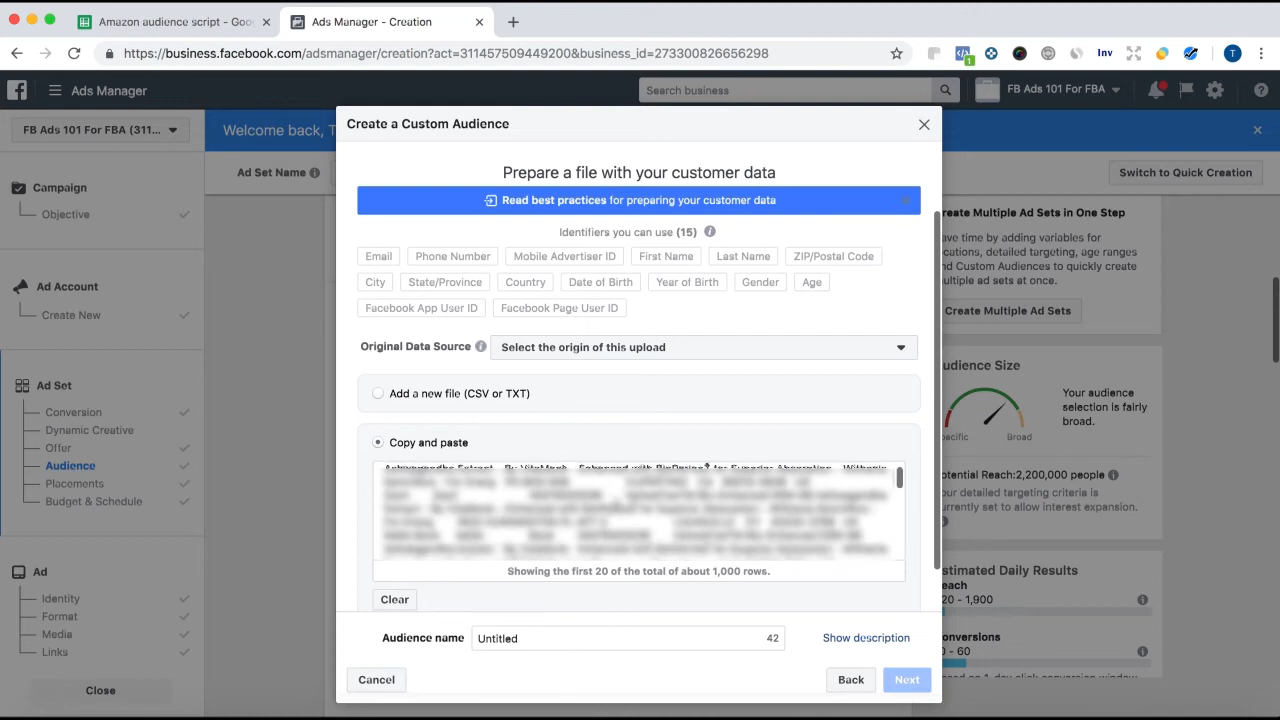 Amazon audience script - Goo
Ads Manager - Creation
https://business.facebook.com/adsmanager/creation?act=311457509449200&business_id=273300826656298
1
Inv
T
Ads Manager
Search business
FB Ads 101 For FBA
FB Ads 101 For FBA (311...
Welcome back, T
Ad Set Name
Switch to Quick Creation
Campaign
Objective
Ad Account
Create New
Ad Set
Conversion
Dynamic Creative
Offer
Audience
Placements
Budget & Schedule
Ad
Identity
Format
Media
Links
Close
Create a Custom Audience
Prepare a file with your customer data
Read best practices for preparing your customer data
Identifiers you can use (15)
Email Phone Number Mobile Advertiser ID First Name Last Name ZIP/Postal Code
City State/Province Country Date of Birth Year of Birth Gender Age
Facebook App User ID Facebook Page User ID
Original Data Source Select the origin of this upload
Add a new file (CSV or TXT)
Copy and paste
Showing the first 20 of the total of about 1,000 rows.
Clear
Audience name Untitled 42 Show description
Cancel Back Next
reate Multiple Ad Sets in One Step
ave time by adding variables for
ocations, detailed targeting, age ranges
nd Custom Audiences to quickly create
ultiple ad sets at once.
Create Multiple Ad Sets
udience Size
Your audience
selection is fairly
broad.
pecific Broad
otential Reach:2,200,000 people
our detailed targeting criteria is
urrently set to allow interest expansion.
stimated Daily Results
each
20 - 1,900
onversions
0 - 60